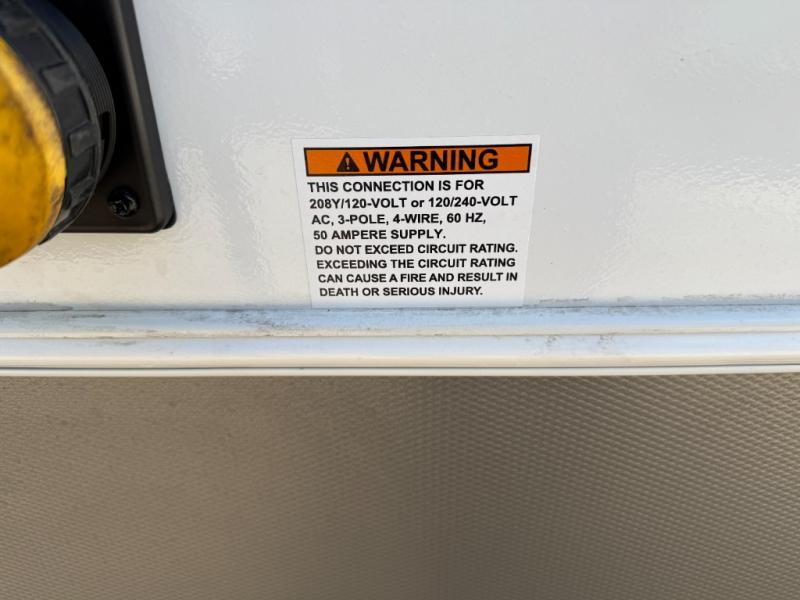 ⚠WARNING
THIS CONNECTION IS FOR
208Y/120-VOLT or 120/240-VOLT
AC, 3-POLE, 4-WIRE, 60 HZ,
50 AMPERE SUPPLY.
DO NOT EXCEED CIRCUIT RATING.
EXCEEDING THE CIRCUIT RATING
CAN CAUSE A FIRE AND RESULT IN
DEATH OR SERIOUS INJURY.